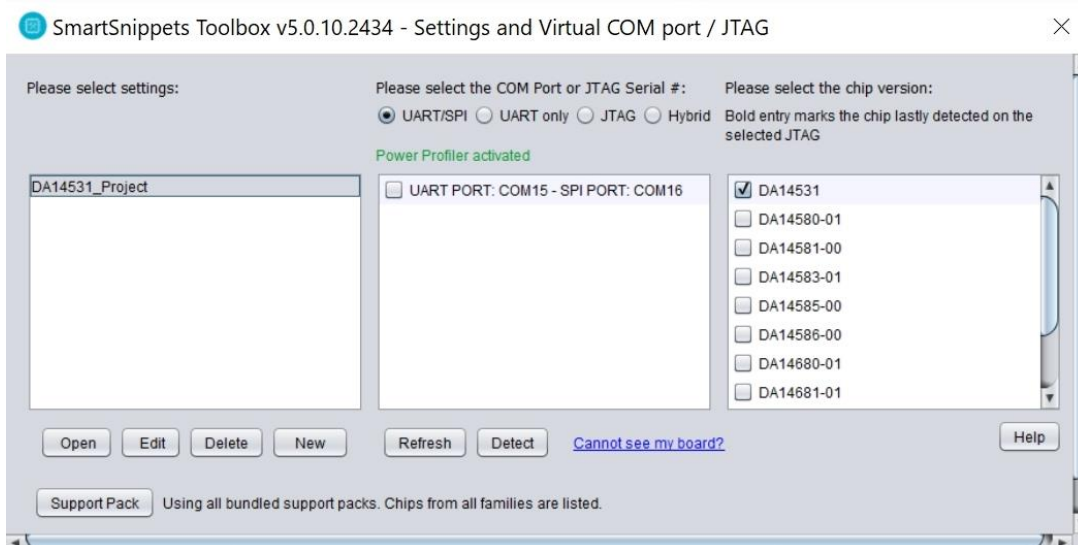 SmartSnippets Toolbox v5.0.10.2434 - Settings and Virtual COM port / JTAG
Please select settings:
Please select the COM Port or JTAG Serial #:
Please select the chip version:
UART/SPI UART only JTAG Hybrid
Bold entry marks the chip lastly detected on the
selected JTAG
Power Profiler activated
DA14531_Project
UART PORT: COM15 - SPI PORT: COM16
DA14531
DA14580-01
DA14581-00
DA14583-01
DA14585-00
DA14586-00
DA14680-01
DA14681-01
Open Edit Delete New
Refresh Detect Cannot see my board?
Help
Support Pack Using all bundled support packs. Chips from all families are listed.